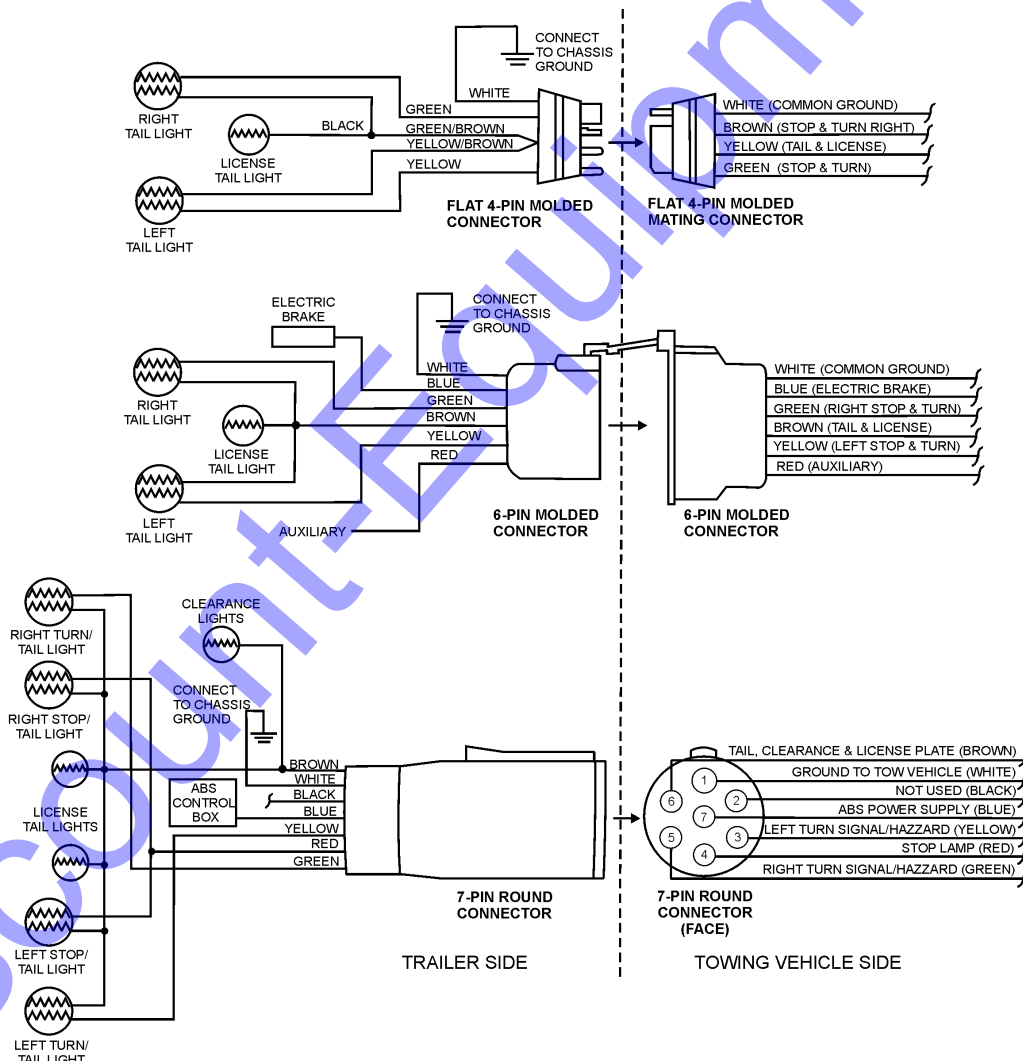 CONNECT
TO CHASSIS
GROUND
WHITE
GREEN
BLACK
GREEN/BROWN
YELLOW/BROWN
YELLOW
RIGHT
TAIL LIGHT
LICENSE
TAIL LIGHT
LEFT
TAIL LIGHT
FLAT 4-PIN MOLDED
CONNECTOR
WHITE (COMMON GROUND)
BROWN (STOP & TURN RIGHT)
YELLOW (TAIL & LICENSE)
GREEN (STOP & TURN)
FLAT 4-PIN MOLDED
MATING CONNECTOR
ELECTRIC
BRAKE
CONNECT
TO CHASSIS
GROUND
WHITE
BLUE
GREEN
BROWN
YELLOW
RED
RIGHT
TAIL LIGHT
LICENSE
TAIL LIGHT
LEFT
TAIL LIGHT
AUXILIARY
6-PIN MOLDED
CONNECTOR
WHITE (COMMON GROUND)
BLUE (ELECTRIC BRAKE)
GREEN (RIGHT STOP & TURN)
BROWN (TAIL & LICENSE)
YELLOW (LEFT STOP & TURN)
RED (AUXILIARY)
6-PIN MOLDED
CONNECTOR
RIGHT TURN/
TAIL LIGHT
CLEARANCE
LIGHTS
RIGHT STOP/
TAIL LIGHT
CONNECT
TO CHASSIS
GROUND
LICENSE
TAIL LIGHTS
ABS
CONTROL
BOX
BROWN
WHITE
BLACK
BLUE
YELLOW
RED
GREEN
LEFT STOP/
TAIL LIGHT
LEFT TURN/
TAIL LIGHT
7-PIN ROUND
CONNECTOR
TRAILER SIDE
1
2
3
4
5
6
7
TAIL, CLEARANCE & LICENSE PLATE (BROWN)
GROUND TO TOW VEHICLE (WHITE)
NOT USED (BLACK)
ABS POWER SUPPLY (BLUE)
LEFT TURN SIGNAL/HAZZARD (YELLOW)
STOP LAMP (RED)
RIGHT TURN SIGNAL/HAZZARD (GREEN)
7-PIN ROUND
CONNECTOR
(FACE)
TOWING VEHICLE SIDE
scount-Equipm